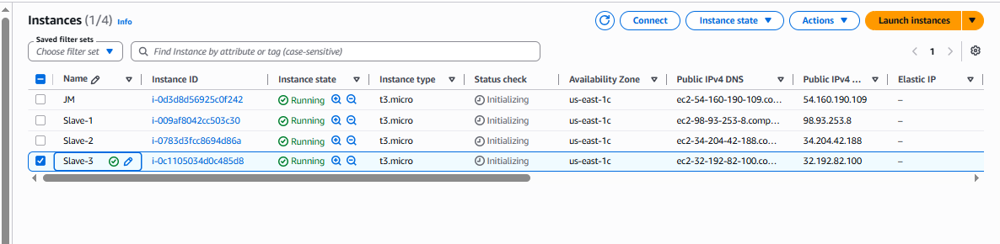 Instances (1/4) Info
Connect Instance state Actions Launch instances
Saved filter sets
Choose filter set Find Instance by attribute or tag (case-sensitive) 1
Name Instance ID Instance state Instance type Status check Availability Zone Public IPv4 DNS Public IPv4 ... Elastic IP
JM i-0d3d8d56925c0f242 Running t3.micro Initializing us-east-1c ec2-54-160-190-109.co... 54.160.190.109 –
Slave-1 i-009af8042cc503c30 Running t3.micro Initializing us-east-1c ec2-98-93-253-8.comp... 98.93.253.8 –
Slave-2 i-0783d3fcc8694d86a Running t3.micro Initializing us-east-1c ec2-34-204-42-188.co... 34.204.42.188 –
Slave-3 i-0c1105034d0c485d8 Running t3.micro Initializing us-east-1c ec2-32-192-82-100.co... 32.192.82.100 –